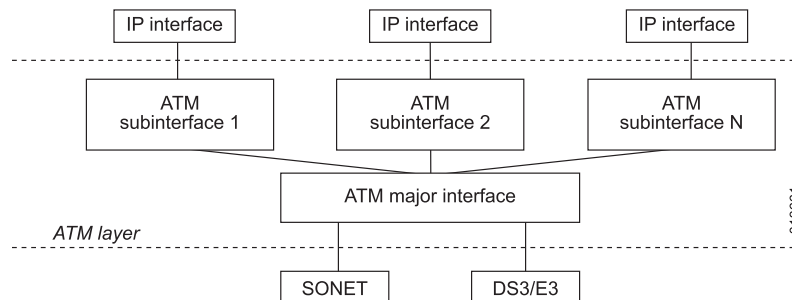 IP interface
IP interface
IP interface
ATM
subinterface 1
ATM
subinterface 2
ATM
subinterface N
ATM major interface
ATM layer
SONET
DS3/E3